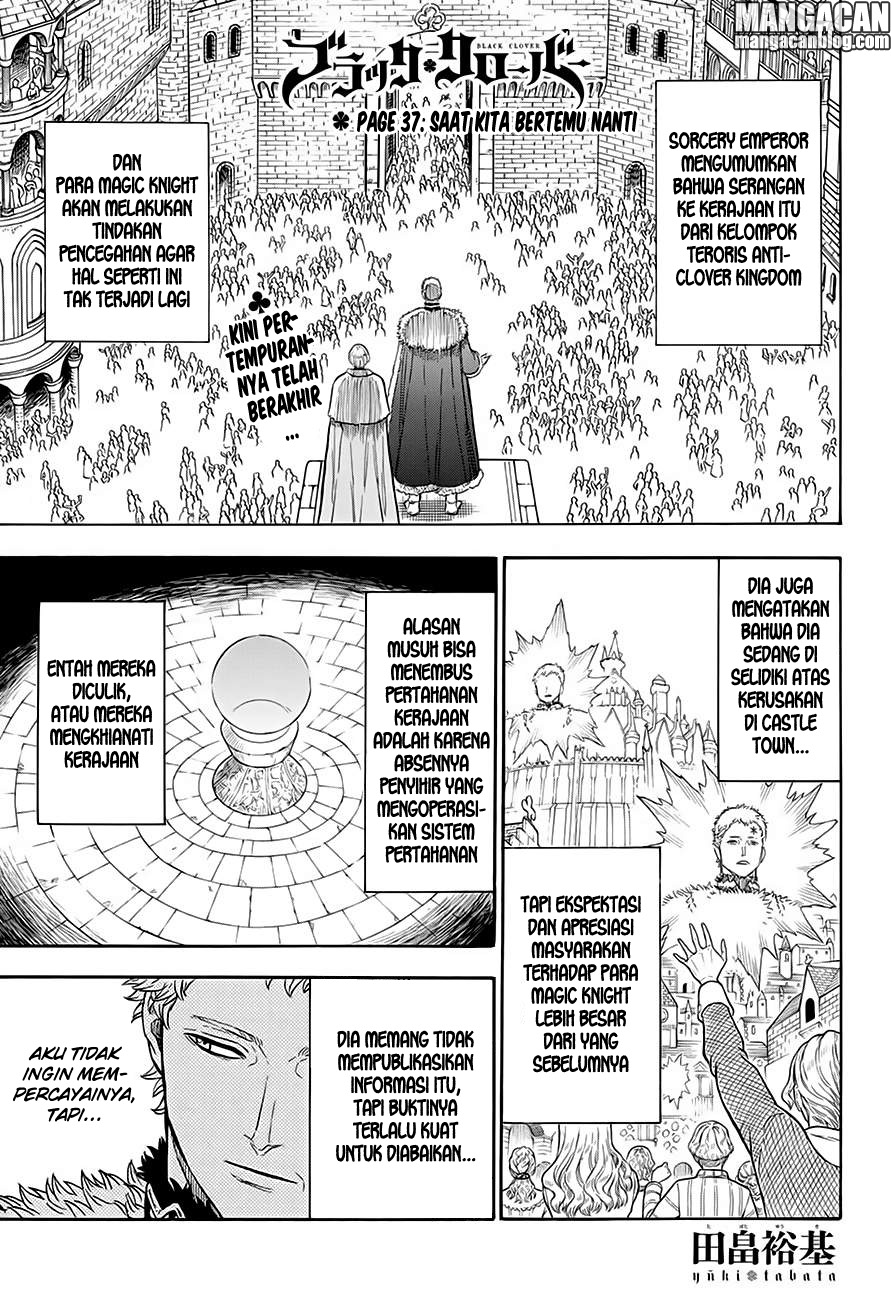 MANGACAN
mangacanblog.com
ブラッククローバー
BLACK CLOVER
PAGE 37: SAAT KITA BERTEMU NANTI
SORCERY EMPEROR
MENGUMUMKAN
BAHWA SERANGAN
KE KERAJAAN ITU
DARI KELOMPOK
TERORIS ANTI-
CLOVER KINGDOM
DAN
PARA MAGIC KNIGHT
AKAN MELAKUKAN
TINDAKAN
PENCEGAHAN AGAR
HAL SEPERTI INI
TAK TERJADI LAGI
KINI PER-
TEMPURAN-
NYA TELAH
BERAKHIR
...
DIA JUGA
MENGATAKAN
BAHWA DIA
SEDANG DI
SELIDIKI ATAS
KERUSAKAN
DI CASTLE
TOWN...
TAPI EKSPEKTASI
DAN APRESIASI
MASYARAKAN
TERHADAP PARA
MAGIC KNIGHT
LEBIH BESAR
DARI YANG
SEBELUMNYA
ALASAN
MUSUH BISA
MENEMBUS
PERTAHANAN
KERAJAAN
ADALAH KARENA
ABSENNYA
PENYIHIR YANG
MENGOPERASI-
KAN SISTEM
PERTAHANAN
ENTAH MEREKA
DICULIK,
ATAU MEREKA
MENGKHIANATI
KERAJAAN
DIA MEMANG TIDAK
MEMPUBLIKASIKAN
INFORMASI ITU,
TAPI BUKTINYA
TERLALU KUAT
UNTUK DIABAIKAN...
AKU TIDAK
INGIN MEM-
PERCAYAINYA,
TAPI...
た ばた ゆう き
田畠裕基
yūki tabata